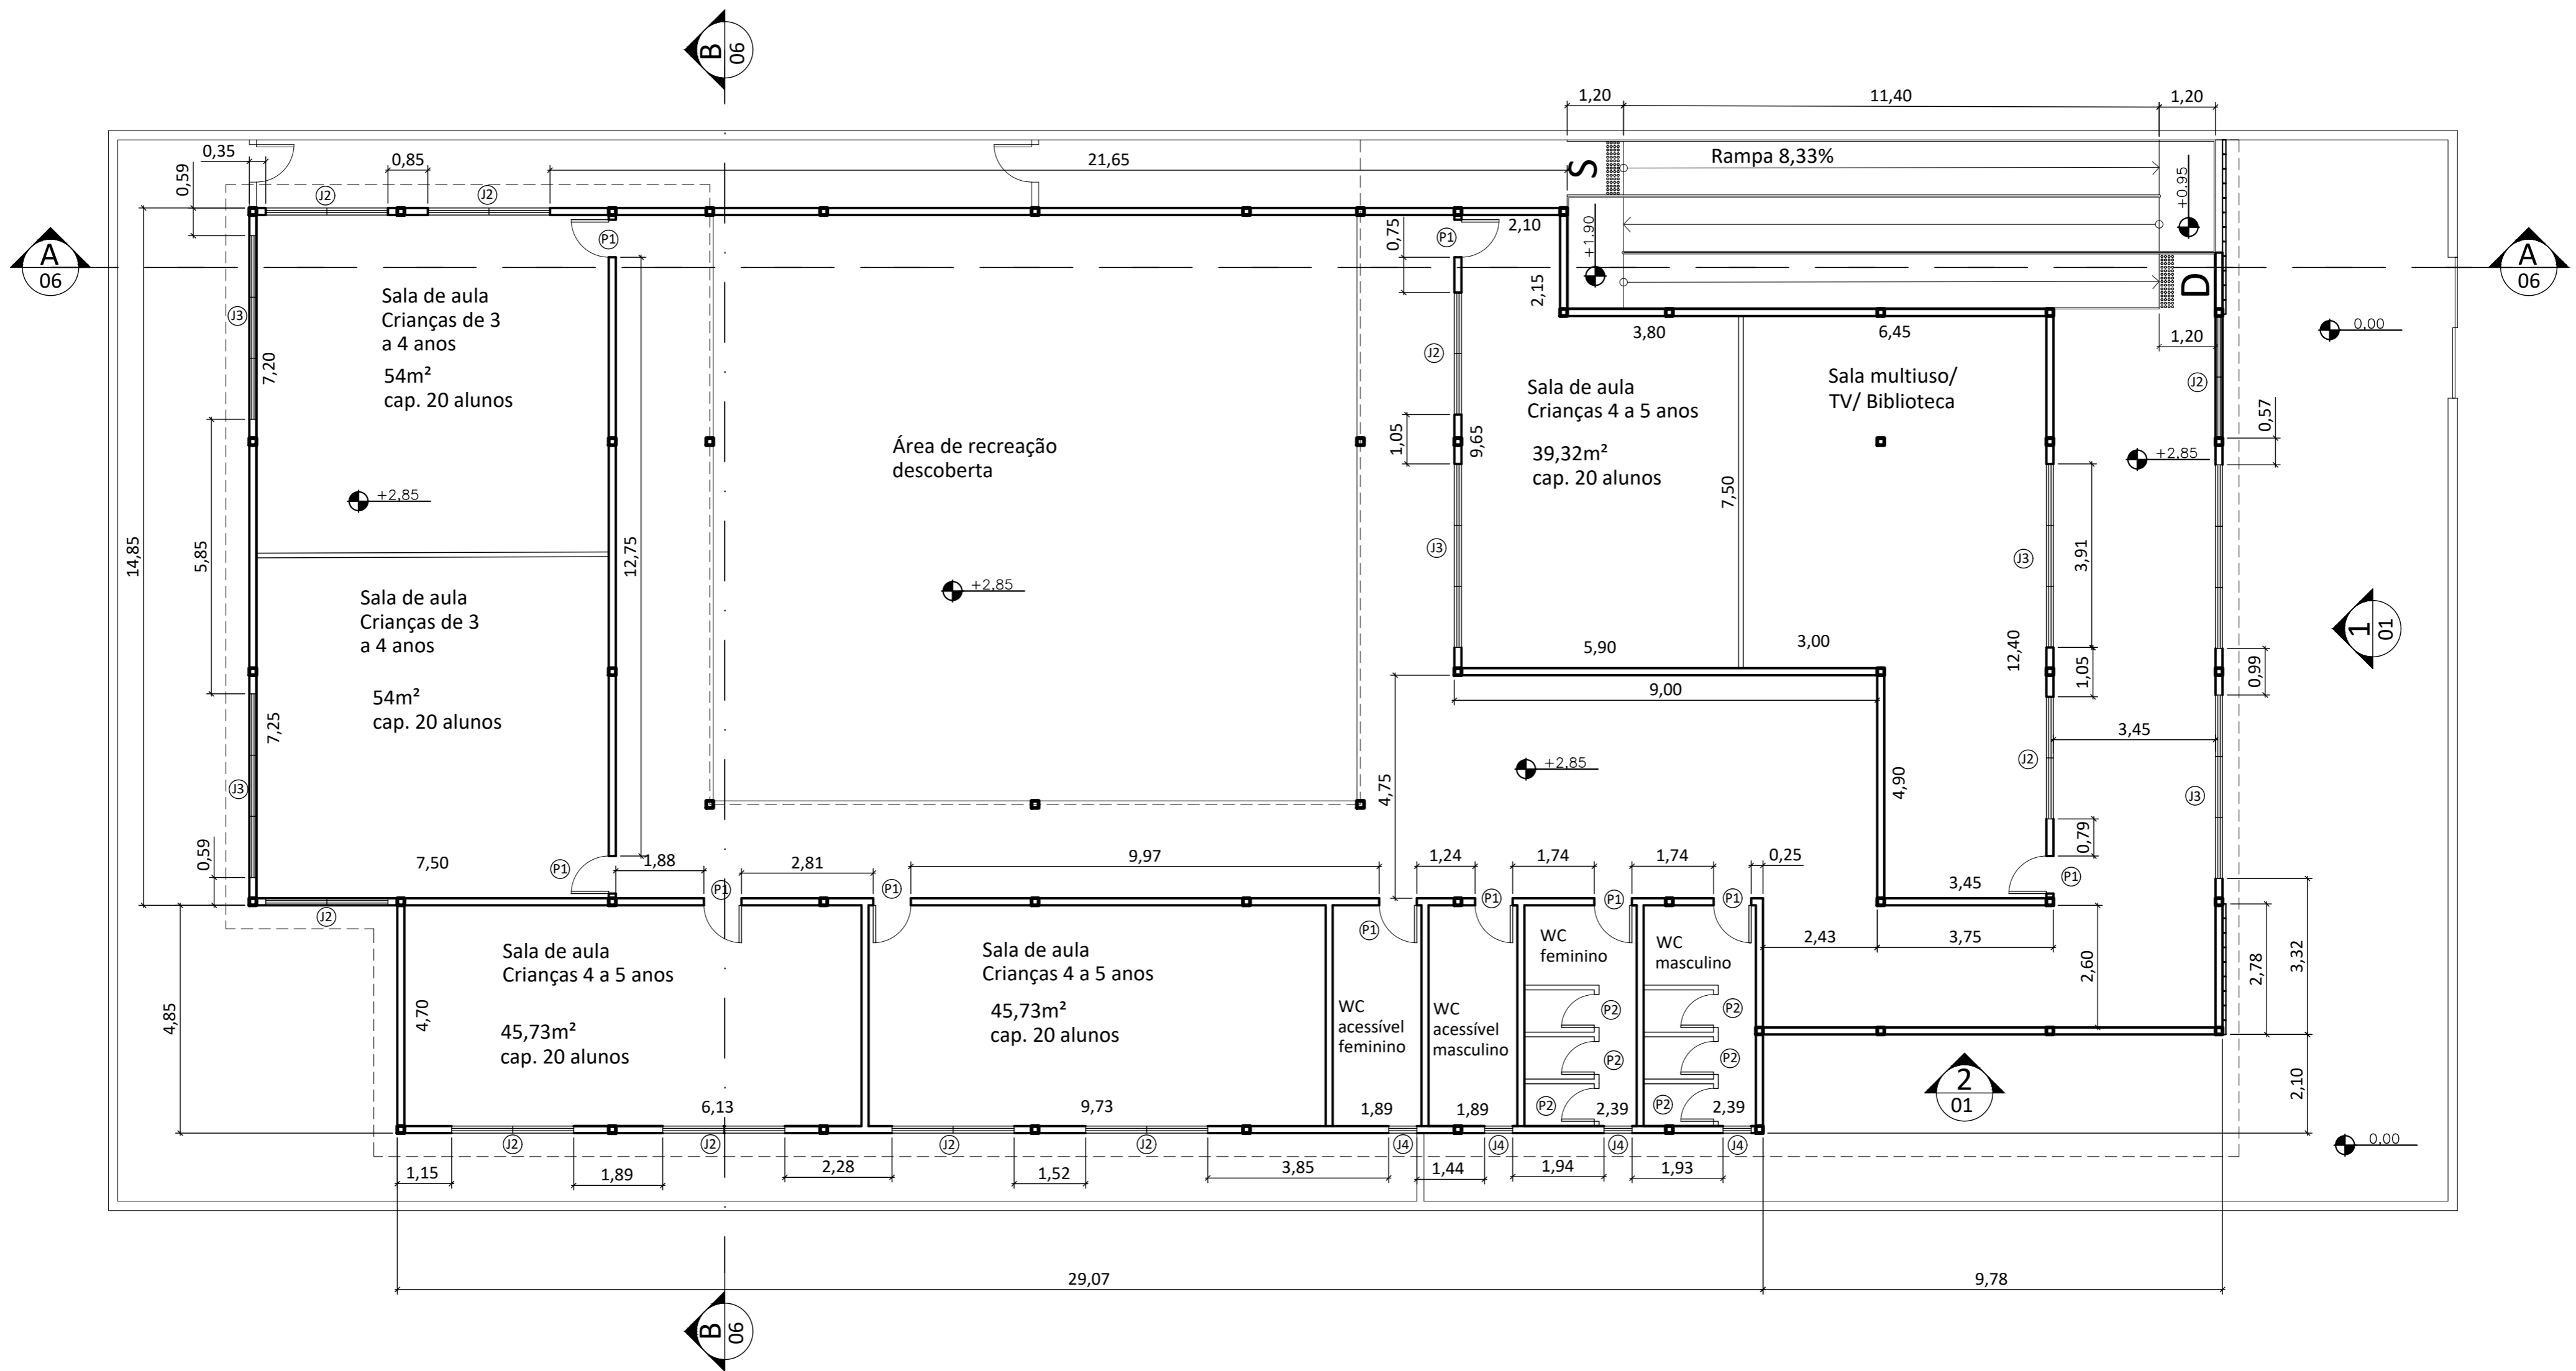 B
06
1,20
11,40
1,20
0,35
0,85
21,65
S
Rampa 8,33%
+0.95
0,59
J2
J2
P1
P1
2,10
0,75
+1.90
A
06
A
06
D
2,15
Sala de aula
Crianças de 3
a 4 anos
54m²
cap. 20 alunos
J3
7,20
3,80
6,45
1,20
0.00
J2
J2
Sala de aula
Crianças 4 a 5 anos
39,32m²
cap. 20 alunos
Sala multiuso/
TV/ Biblioteca
0,57
Área de recreação
descoberta
1,05
9,65
7,50
+2.85
+2.85
14,85
5,85
12,75
J3
J3
3,91
+2.85
Sala de aula
Crianças de 3
a 4 anos
54m²
cap. 20 alunos
7,25
J3
1
01
5,90
3,00
12,40
1,05
0,99
9,00
3,45
J2
+2.85
4,75
4,90
J3
0,79
0,59
7,50
P1
1,88
2,81
9,97
1,24
1,74
1,74
0,25
P1
P1
P1
P1
P1
3,45
P1
J2
P1
Sala de aula
Crianças 4 a 5 anos
45,73m²
cap. 20 alunos
Sala de aula
Crianças 4 a 5 anos
45,73m²
cap. 20 alunos
WC
feminino
WC
masculino
2,43
3,75
2,60
2,78
3,32
4,85
4,70
WC
acessível
feminino
WC
acessível
masculino
P2
P2
P2
P2
P2
P2
2
01
2,10
6,13
9,73
1,89
1,89
2,39
2,39
J2
J2
J2
J2
J4
J4
J4
J4
0.00
1,15
1,89
2,28
1,52
3,85
1,44
1,94
1,93
29,07
9,78
B
06